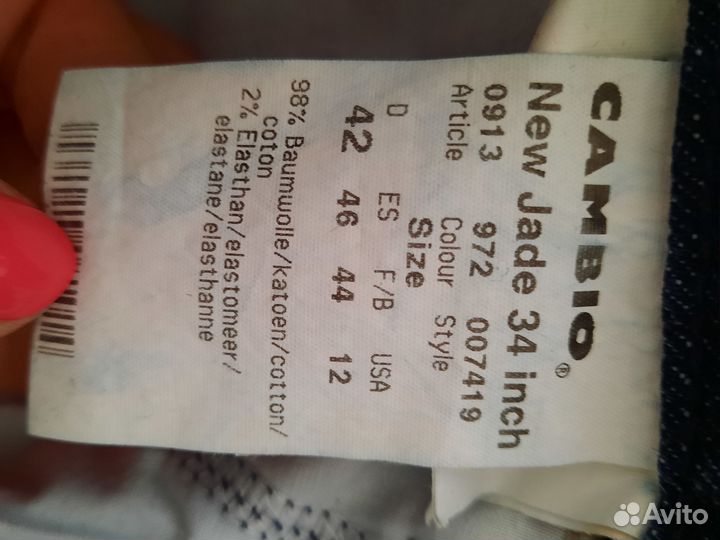 CAMBIO®
New Jade 34 inch
0913 972 007419
Article Colour Style
Size
D ES F/B USA
42 46 44 12
98% Baumwolle/katoen/cotton/
coton
2% Elasthan/elastomeer/
elastane/elasthanne
Avito